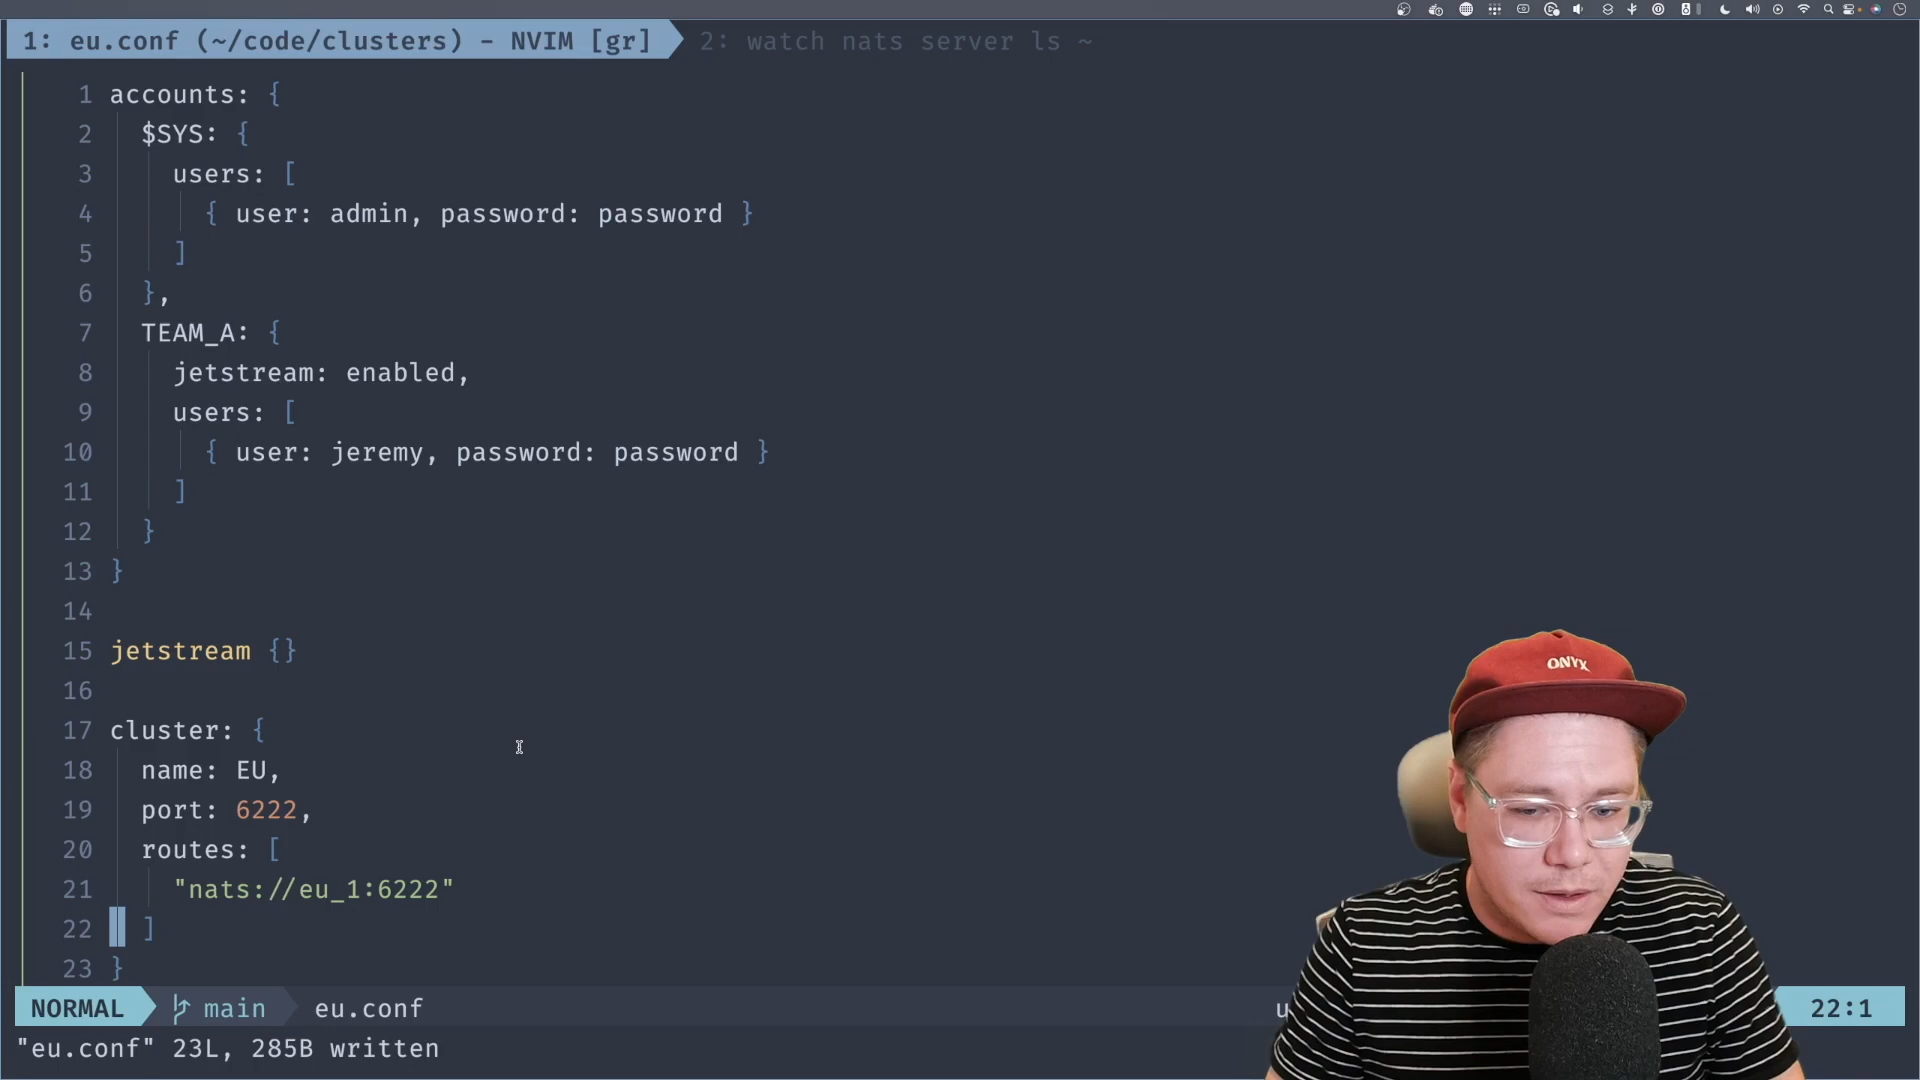 1: eu.conf (~/code/clusters) - NVIM [gr] 2: watch nats server ls ~
1 accounts: {
2 $SYS: {
3 users: [
4 { user: admin, password: password }
5 ]
6 },
7 TEAM_A: {
8 jetstream: enabled,
9 users: [
10 { user: jeremy, password: password }
11 ]
12 }
13 }
14
15 jetstream {}
16
17 cluster: {
18 name: EU,
19 port: 6222,
20 routes: [
21 "nats://eu_1:6222"
22 ]
23 }
ONYX
NORMAL main eu.conf u 22:1
"eu.conf" 23L, 285B written